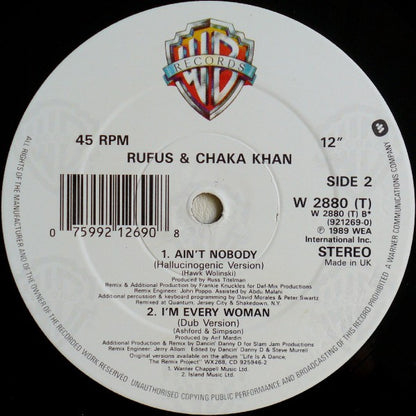 WB
RECORDS
45 RPM
12"
RUFUS & CHAKA KHAN
SIDE 2
W 2880 (T)
W 2880 (T) B*
(921269-0)
℗ 1989 WEA
International Inc.
STEREO
Made in UK
0 75992 12690 8
1. AIN'T NOBODY
(Hallucinogenic Version)
(Hawk Wolinski)
Produced by Russ Titelman
Remix & Additional Production by Frankie Knuckles for Def-Mix Productions
Remix Engineer: John Poppo. Assisted by Abdu Malahi
Additional percussion & keyboard programming by David Morales & Peter Swartz
Remixed at Quantum, Jersey City & Shakedown, N.Y.
2. I'M EVERY WOMAN
(Dub Version)
(Ashford & Simpson)
Produced by Arif Mardin
Additional Production & Remix by Dancin' Danny D for Slam Jam Productions
Remix Engineer: Jerry Alloni. Edited by Dancin' Danny D & Steve Murrell
Original versions available on the album "Life Is A Dance.
The Remix Project" WX268, CD 925946-2
1. Warner Chappell Music Ltd.
2. Island Music Ltd.
ALL RIGHTS OF THE MANUFACTURER AND OF THE OWNER OF THE RECORDED WORK RESERVED. UNAUTHORISED COPYING PUBLIC PERFORMANCE AND BROADCASTING OF THIS RECORD PROHIBITED.
A WARNER COMMUNICATIONS COMPANY